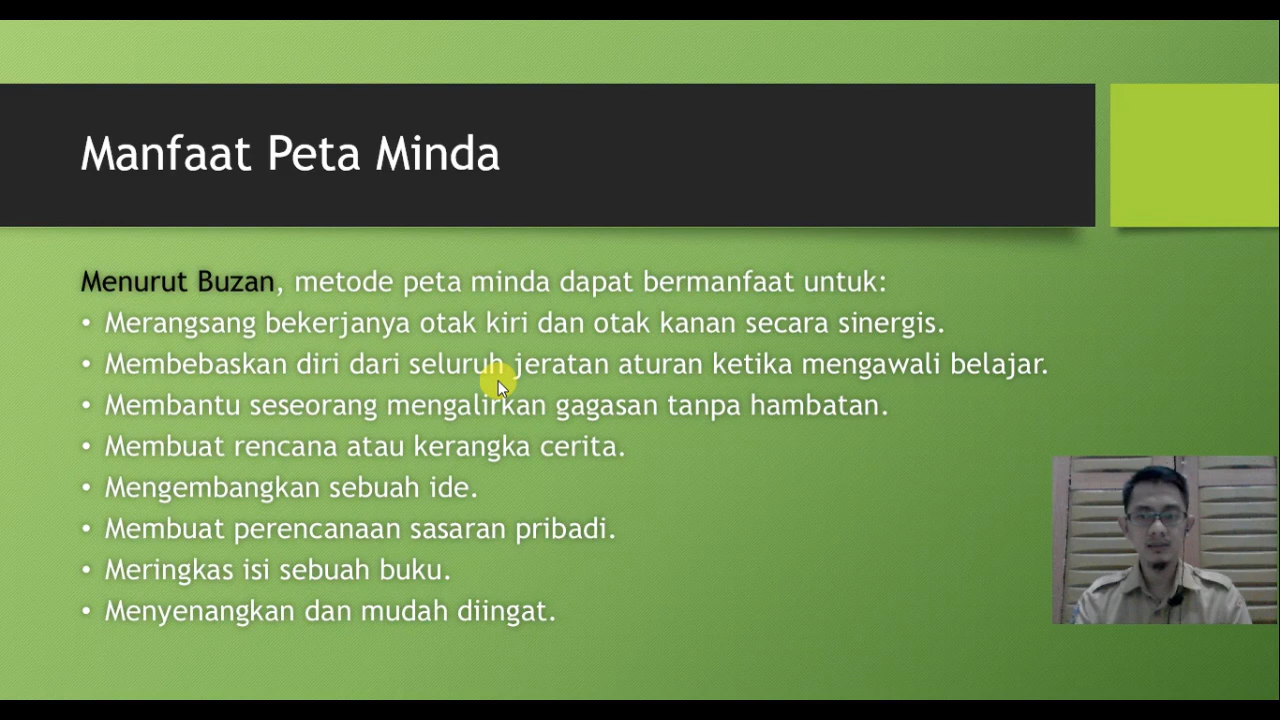 Manfaat Peta Minda
Menurut Buzan, metode peta minda dapat bermanfaat untuk:
• Merangsang bekerjanya otak kiri dan otak kanan secara sinergis.
• Membebaskan diri dari seluruh jeratan aturan ketika mengawali belajar.
• Membantu seseorang mengalirkan gagasan tanpa hambatan.
• Membuat rencana atau kerangka cerita.
• Mengembangkan sebuah ide.
• Membuat perencanaan sasaran pribadi.
• Meringkas isi sebuah buku.
• Menyenangkan dan mudah diingat.